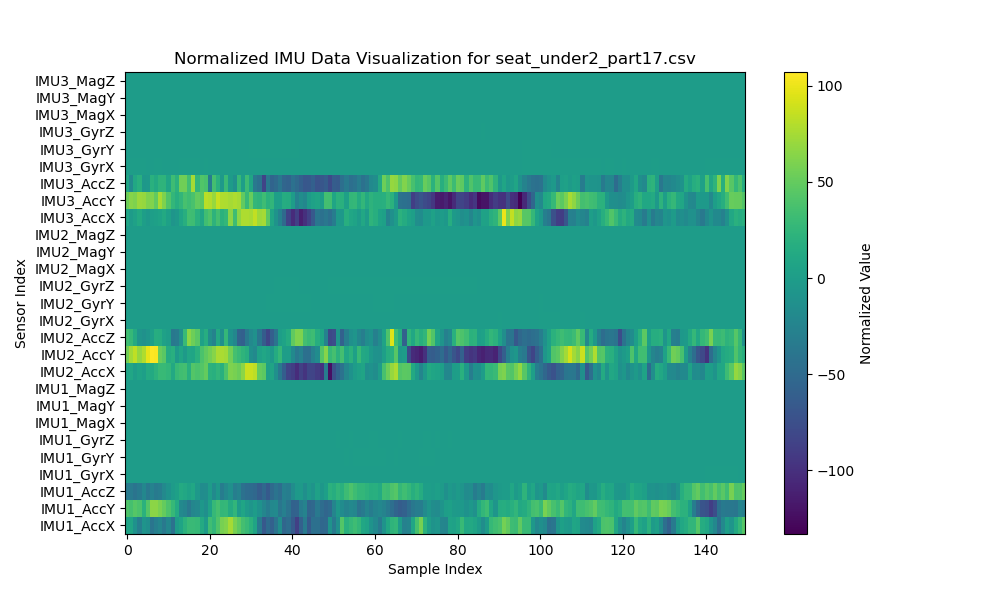 Normalized IMU Data Visualization for seat_under2_part17.csv
IMU3_MagZ
IMU3_MagY
IMU3_MagX
IMU3_GyrZ
IMU3_GyrY
IMU3_GyrX
IMU3_AccZ
IMU3_AccY
IMU3_AccX
IMU2_MagZ
IMU2_MagY
IMU2_MagX
IMU2_GyrZ
IMU2_GyrY
IMU2_GyrX
IMU2_AccZ
IMU2_AccY
IMU2_AccX
IMU1_MagZ
IMU1_MagY
IMU1_MagX
IMU1_GyrZ
IMU1_GyrY
IMU1_GyrX
IMU1_AccZ
IMU1_AccY
IMU1_AccX
Sensor Index
0 20 40 60 80 100 120 140
Sample Index
100
50
0
−50
−100
Normalized Value